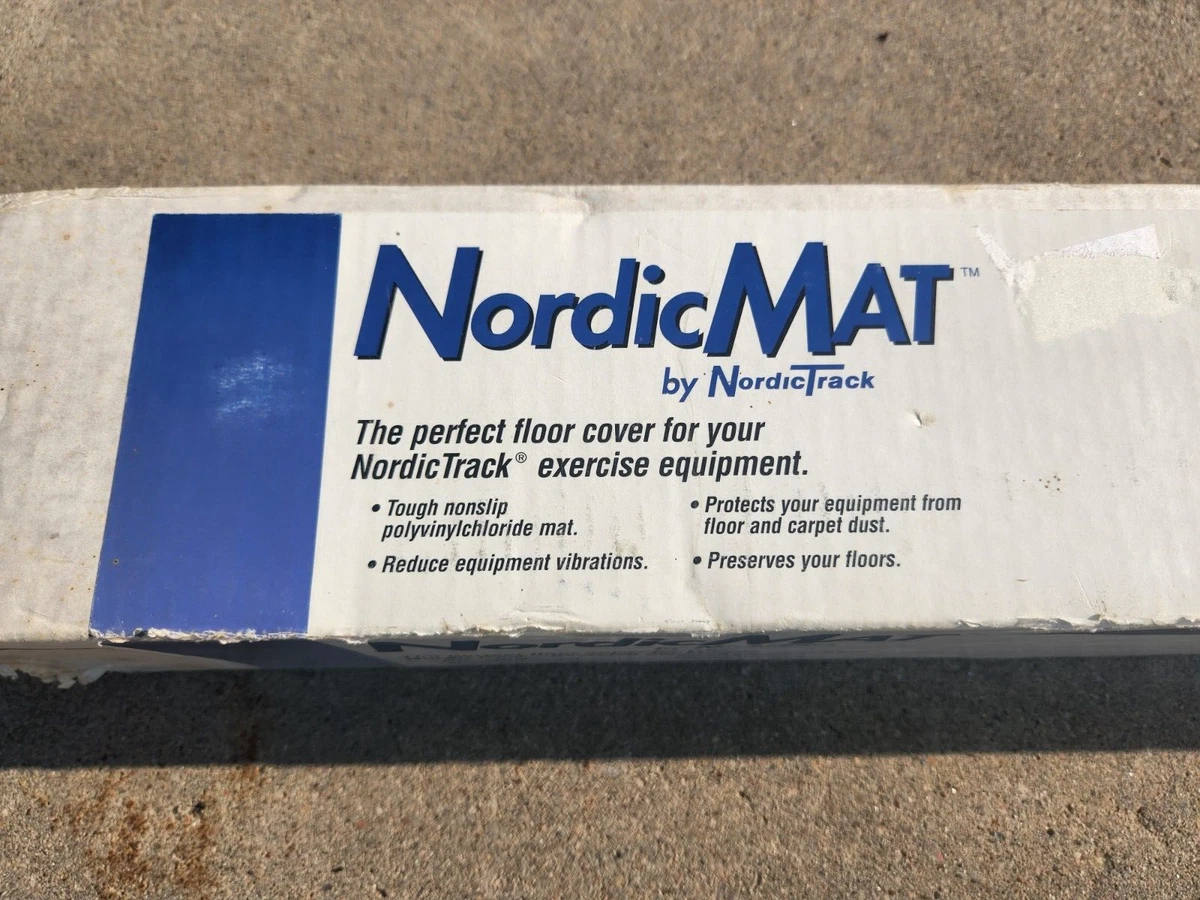 NordicMat™
by NordicTrack
The perfect floor cover for your
NordicTrack® exercise equipment.
• Tough nonslip
polyvinylchloride mat.
• Reduce equipment vibrations.
• Protects your equipment from
floor and carpet dust.
• Preserves your floors.
NordicMat